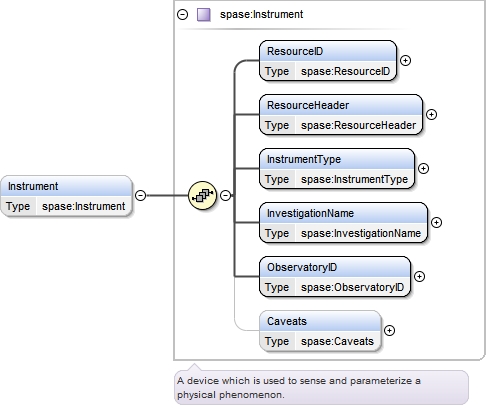 spase:Instrument
ResourceID
Type spase:ResourceID
ResourceHeader
Type spase:ResourceHeader
InstrumentType
Type spase:InstrumentType
Instrument
Type spase:Instrument
InvestigationName
Type spase:InvestigationName
ObservatoryID
Type spase:ObservatoryID
Caveats
Type spase:Caveats
A device which is used to sense and parameterize a
physical phenomenon.